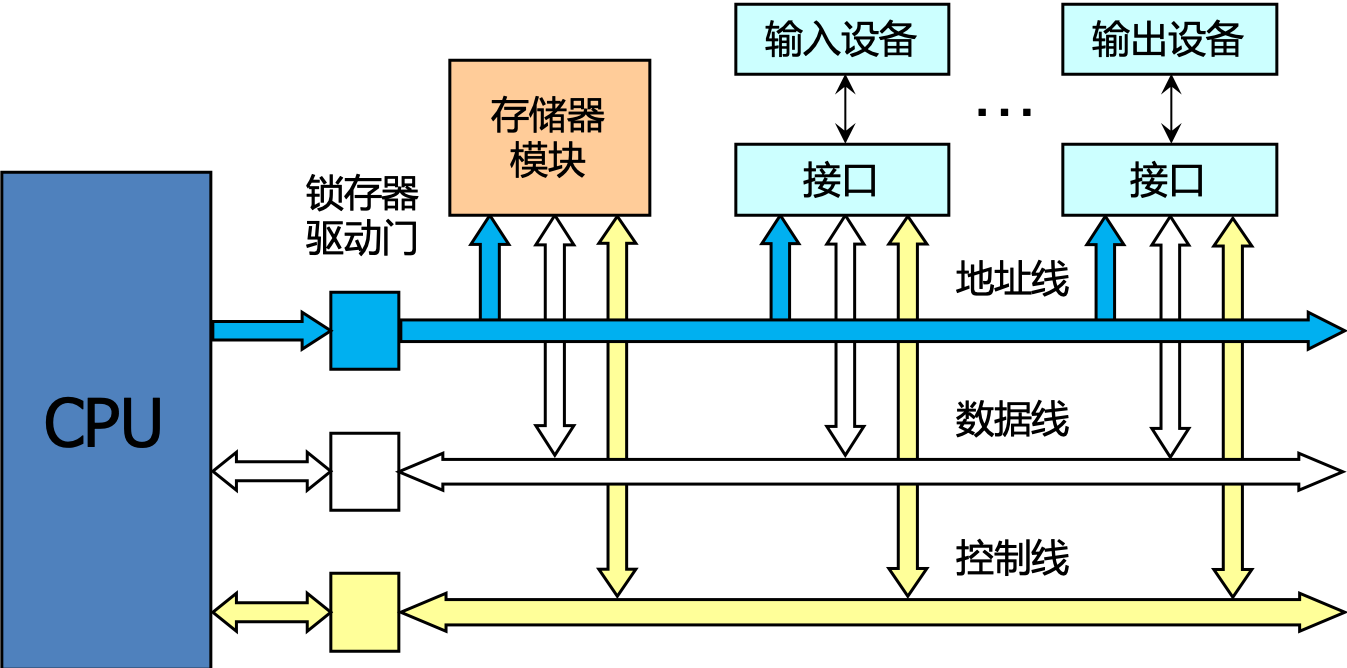 输入设备
输出设备
存储器
模块
...
接口
接口
锁存器
驱动门
地址线
CPU
数据线
控制线